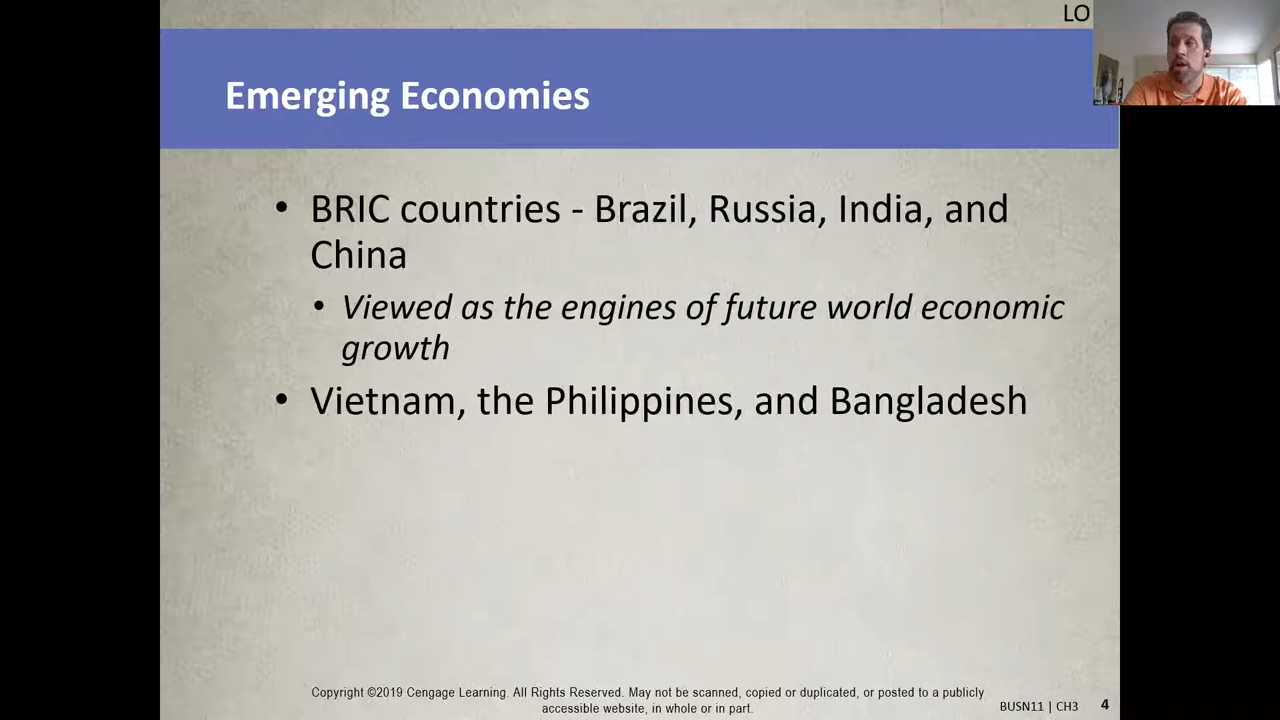 LO
Emerging Economies
• BRIC countries - Brazil, Russia, India, and
China
• Viewed as the engines of future world economic
growth
• Vietnam, the Philippines, and Bangladesh
Copyright ©2019 Cengage Learning. All Rights Reserved. May not be scanned, copied or duplicated, or posted to a publicly
accessible website, in whole or in part.
BUSN11 | CH3 4